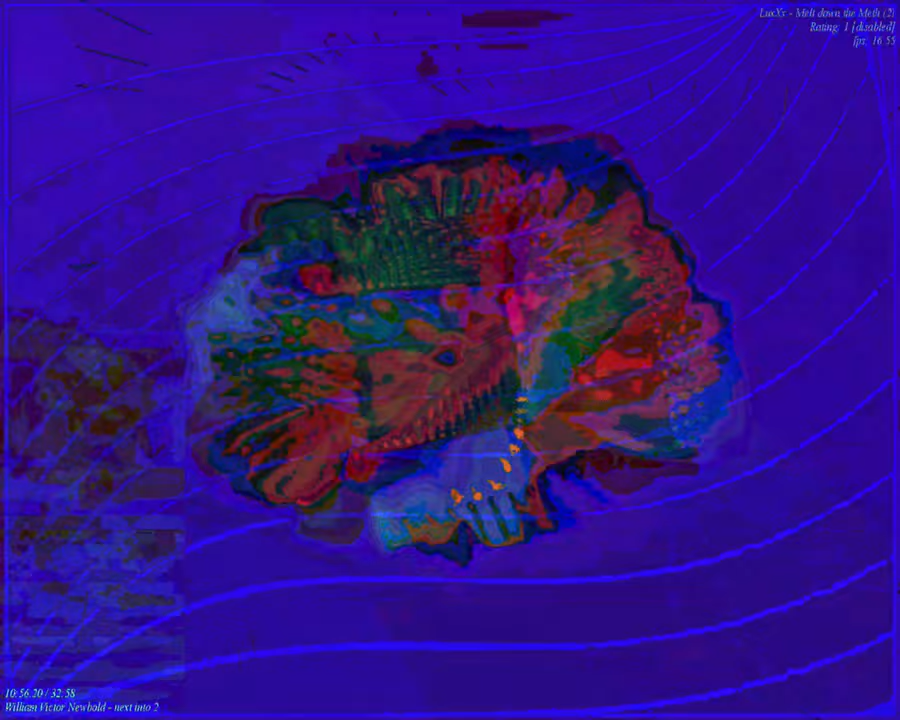 LuxXx - Melt down the Meth (2)
Rating: 1 [disabled]
fps: 16.55
10:56.20 / 32:58
William Victor Newbold - next into 2